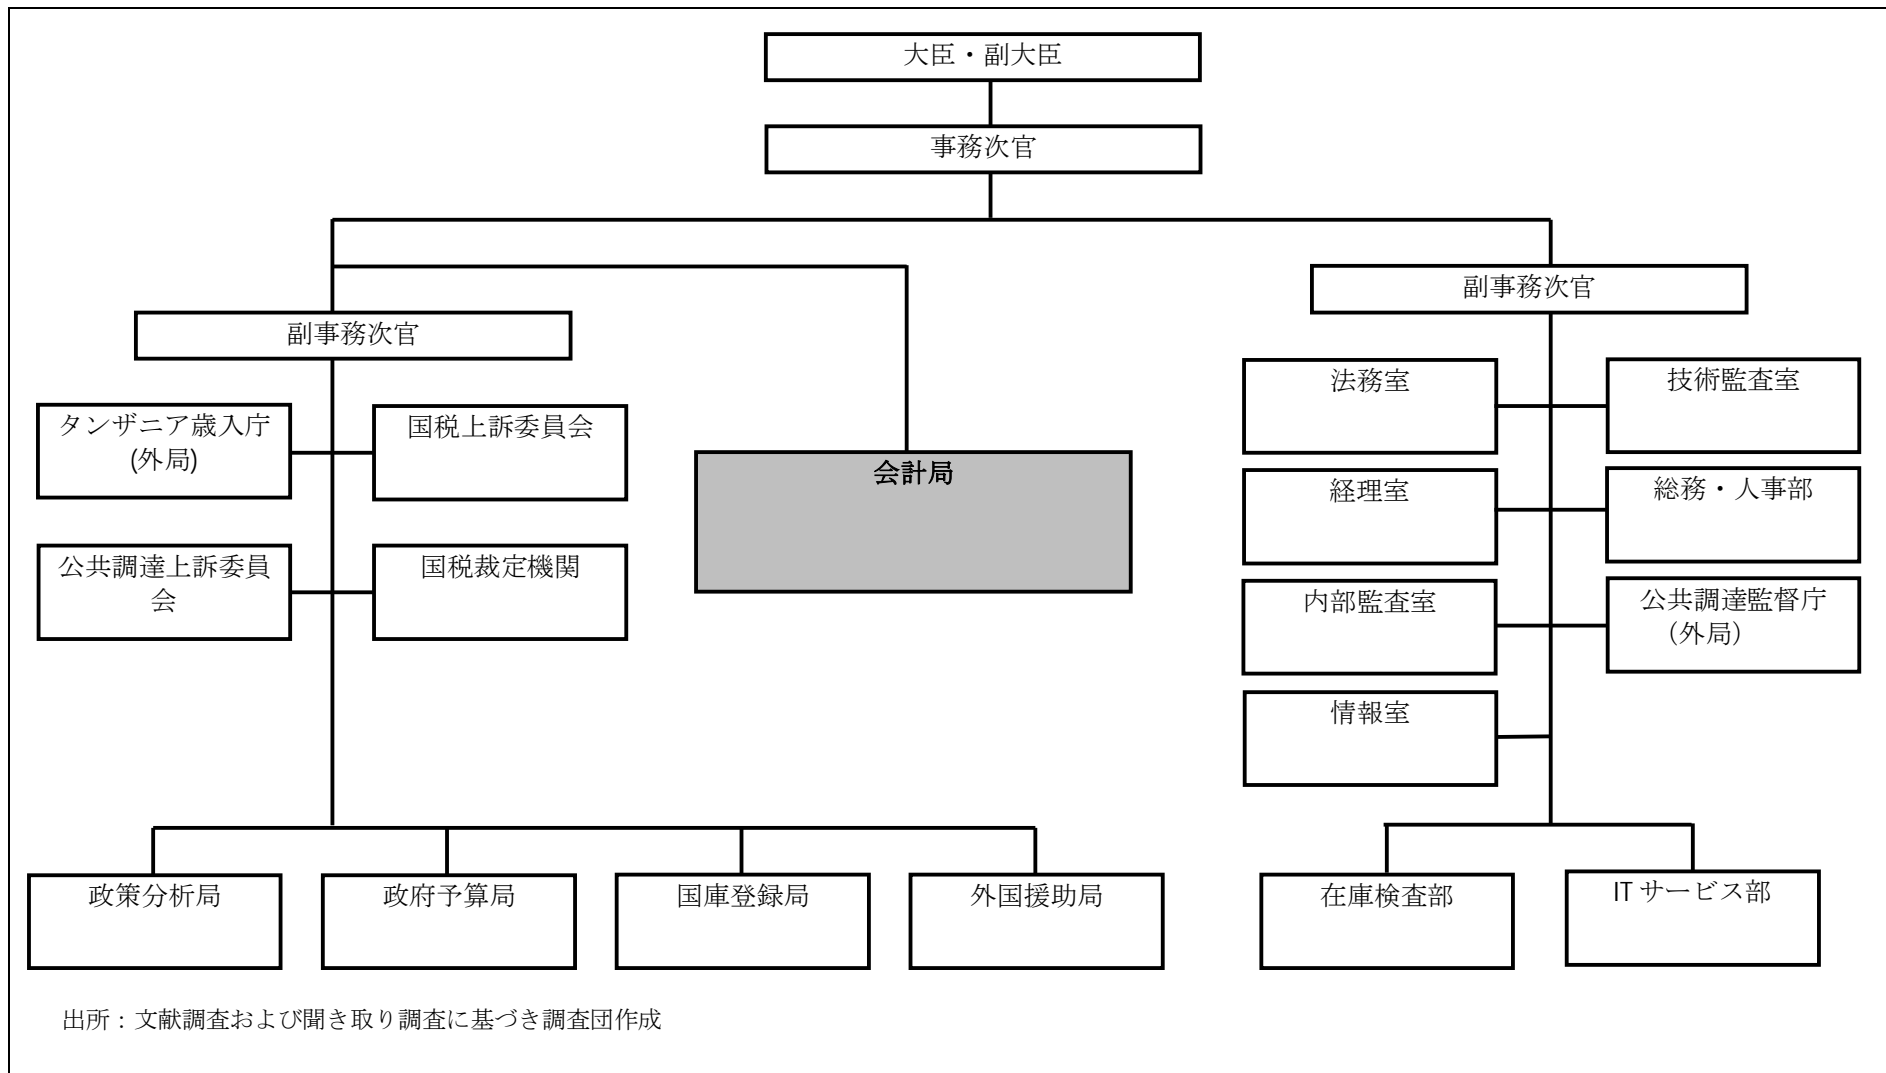 大臣・副大臣
事務次官
副事務次官
副事務次官
タンザニア歳入庁
(外局)
国税上訴委員会
公共調達上訴委員
会
国税裁定機関
会計局
法務室
技術監査室
経理室
総務・人事部
内部監査室
公共調達監督庁
（外局）
情報室
政策分析局
政府予算局
国庫登録局
外国援助局
在庫検査部
IT サービス部
出所：文献調査および聞き取り調査に基づき調査団作成